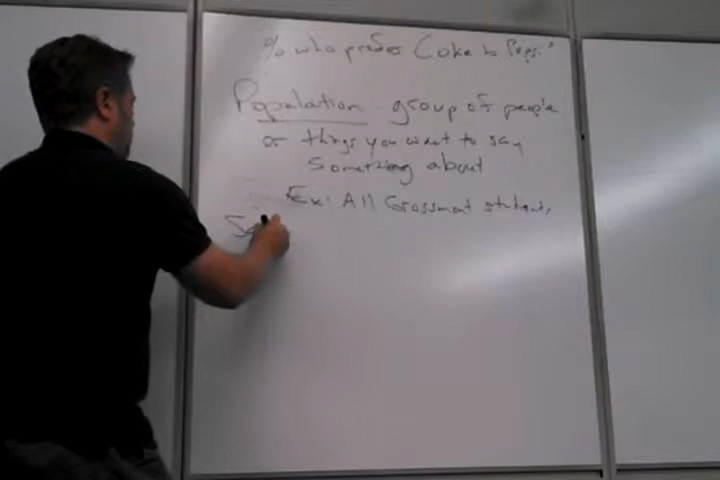 % who prefer Coke to Pepsi?
Population group of people
or things you want to say
something about
Ex: All Grossmont students
Sa